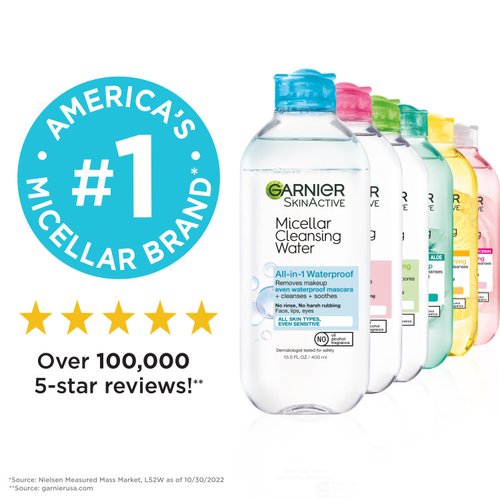 AMERICA'S
#1
MICELLAR BRAND*
Over 100,000
5-star reviews!**
GARNIER
SKINACTIVE
Micellar
Cleansing
Water
All-in-1 Waterproof
Removes makeup
even waterproof mascara
+ cleanses + soothes
No rinse, No harsh rubbing
Face, lips, eyes
ALL SKIN TYPES,
EVEN SENSITIVE
NO oil alcohol fragrance
Dermatologist tested for safety
13.5 FL OZ / 400 mL
ALOE
*Source: Nielsen Measured Mass Market, L52W as of 10/30/2022
**Source: garnierusa.com